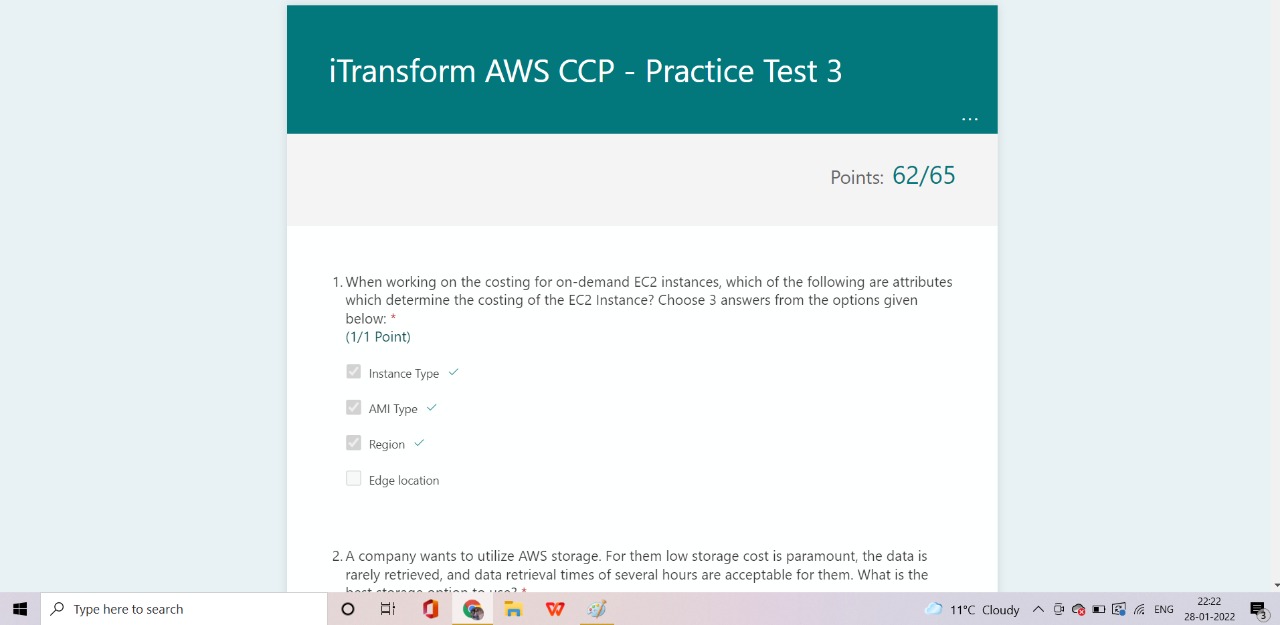 iTransform AWS CCP - Practice Test 3
...
Points: 62/65
1. When working on the costing for on-demand EC2 instances, which of the following are attributes
which determine the costing of the EC2 Instance? Choose 3 answers from the options given
below: *
(1/1 Point)
Instance Type
AMI Type
Region
Edge location
2. A company wants to utilize AWS storage. For them low storage cost is paramount, the data is
rarely retrieved, and data retrieval times of several hours are acceptable for them. What is the
best storage option to use? *
Type here to search
11°C Cloudy
ENG
22:22
28-01-2022
3